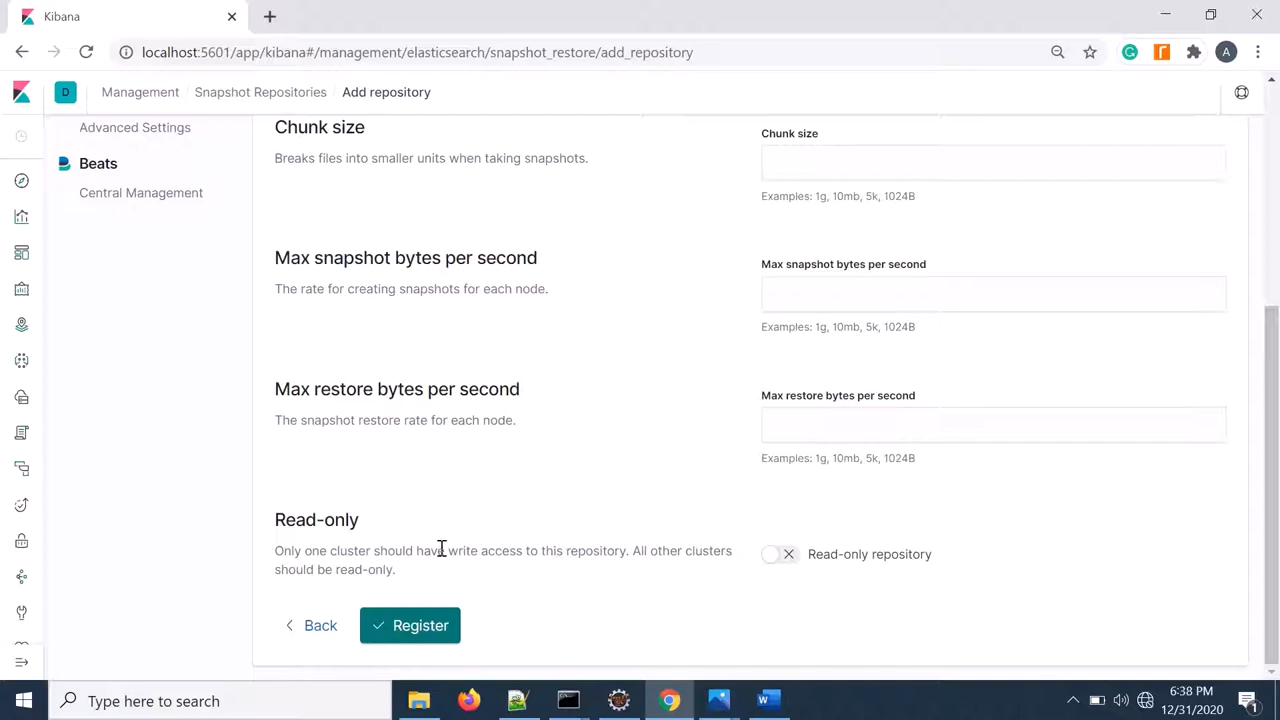 Kibana
localhost:5601/app/kibana#/management/elasticsearch/snapshot_restore/add_repository
A
D
Management / Snapshot Repositories / Add repository
Advanced Settings
Beats
Central Management
Chunk size
Breaks files into smaller units when taking snapshots.
Chunk size
Examples: 1g, 10mb, 5k, 1024B
Max snapshot bytes per second
The rate for creating snapshots for each node.
Max snapshot bytes per second
Examples: 1g, 10mb, 5k, 1024B
Max restore bytes per second
The snapshot restore rate for each node.
Max restore bytes per second
Examples: 1g, 10mb, 5k, 1024B
Read-only
Only one cluster should have write access to this repository. All other clusters
should be read-only.
Read-only repository
Back
Register
Type here to search
6:38 PM
12/31/2020
1